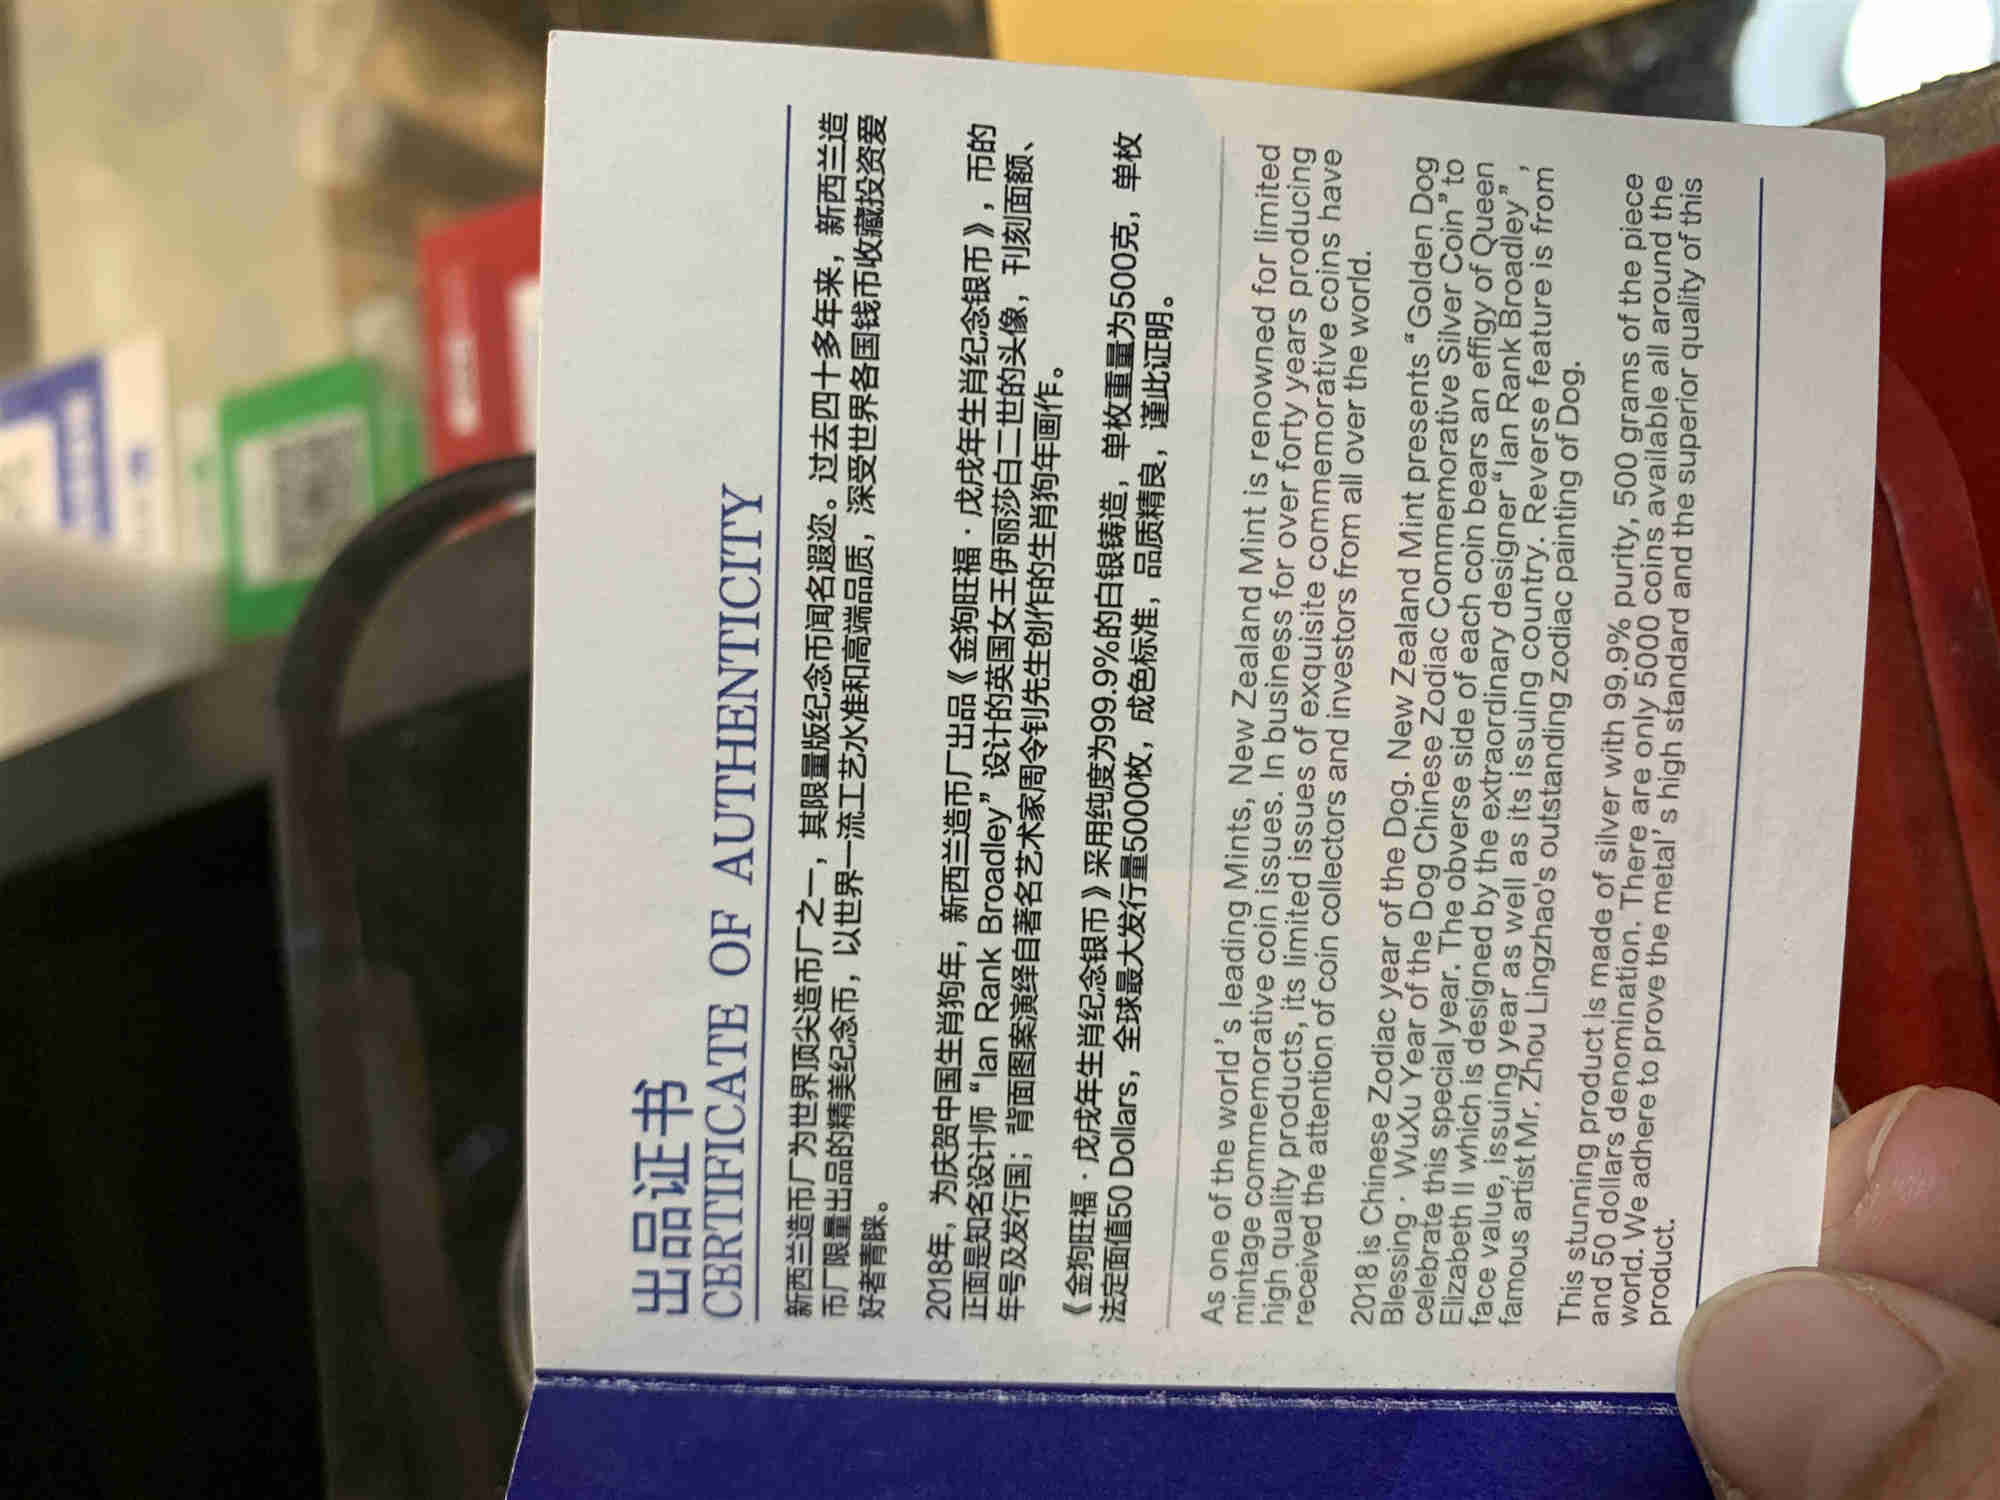 出品证书
CERTIFICATE OF AUTHENTICITY
新西兰造币厂为世界顶尖造币厂之一，其限量版纪念币闻名遐迩。过去四十多年来，新西兰造
币厂限量出品的精美纪念币，以世界一流工艺水准和高端品质，深受世界各国钱币收藏投资爱
好者青睐。
2018年，为庆贺中国生肖狗年，新西兰造币厂出品《金狗旺福·戊戌年生肖纪念银币》，币的
正面是知名设计师“Ian Rank Broadley”设计的英国女王伊丽莎白二世的头像，刊刻面额、
年号及发行国；背面图案演绎自著名艺术家周令钊先生创作的生肖狗年画作。
《金狗旺福·戊戌年生肖纪念银币》采用纯度为99.9%的白银铸造，单枚重量为500克，单枚
法定面值50 Dollars，全球最大发行量5000枚，成色标准，品质精良，谨此证明。
As one of the world's leading Mints, New Zealand Mint is renowned for limited
mintage commemorative coin issues. In business for over forty years producing
high quality products, its limited issues of exquisite commemorative coins have
received the attention of coin collectors and investors from all over the world.
2018 is Chinese Zodiac year of the Dog. New Zealand Mint presents “Golden Dog
Blessing · WuXu Year of the Dog Chinese Zodiac Commemorative Silver Coin” to
celebrate this special year. The obverse side of each coin bears an effigy of Queen
Elizabeth II which is designed by the extraordinary designer “Ian Rank Broadley”,
face value, issuing year as well as its issuing country. Reverse feature is from
famous artist Mr. Zhou Lingzhao's outstanding zodiac painting of Dog.
This stunning product is made of silver with 99.9% purity, 500 grams of the piece
and 50 dollars denomination. There are only 5000 coins available all around the
world. We adhere to prove the metal's high standard and the superior quality of this
product.